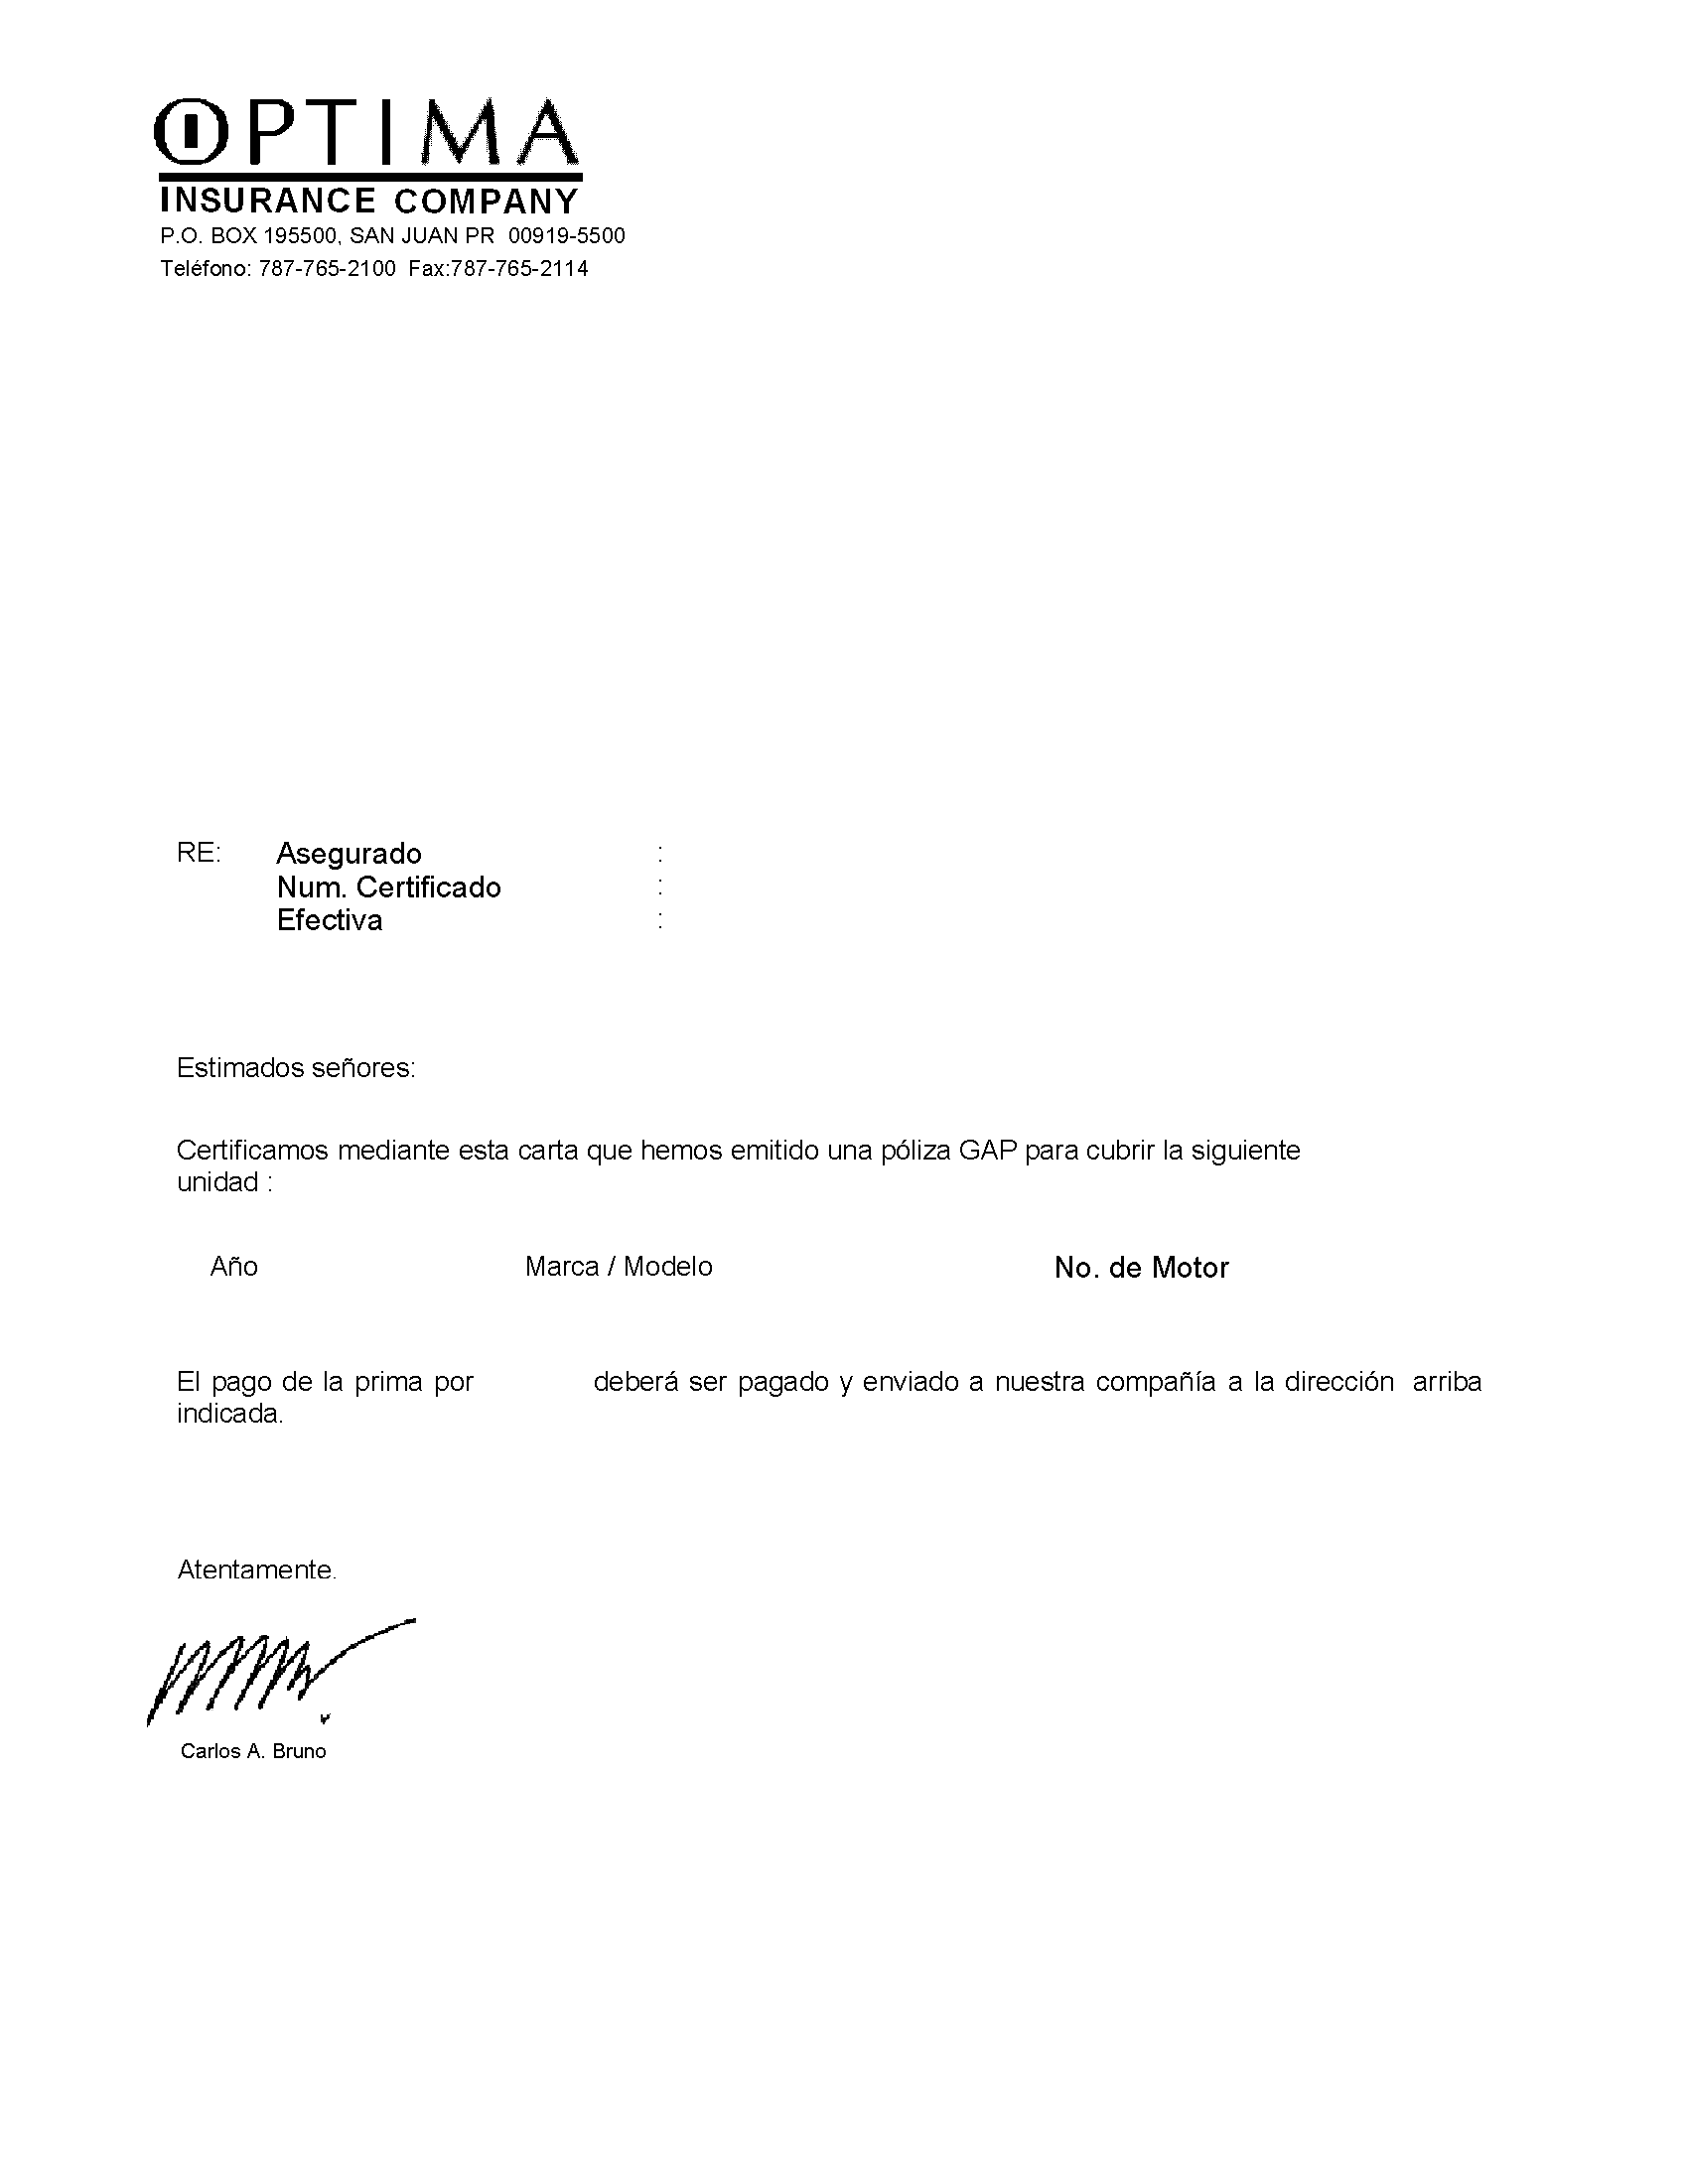 OPTIMA
INSURANCE COMPANY
P.O. BOX 195500, SAN JUAN PR 00919-5500
Teléfono: 787-765-2100 Fax:787-765-2114
RE: Asegurado :
Num. Certificado :
Efectiva :
Estimados señores:
Certificamos mediante esta carta que hemos emitido una póliza GAP para cubrir la siguiente
unidad :
Año Marca / Modelo No. de Motor
El pago de la prima por deberá ser pagado y enviado a nuestra compañía a la dirección arriba
indicada.
Atentamente.
Carlos A. Bruno